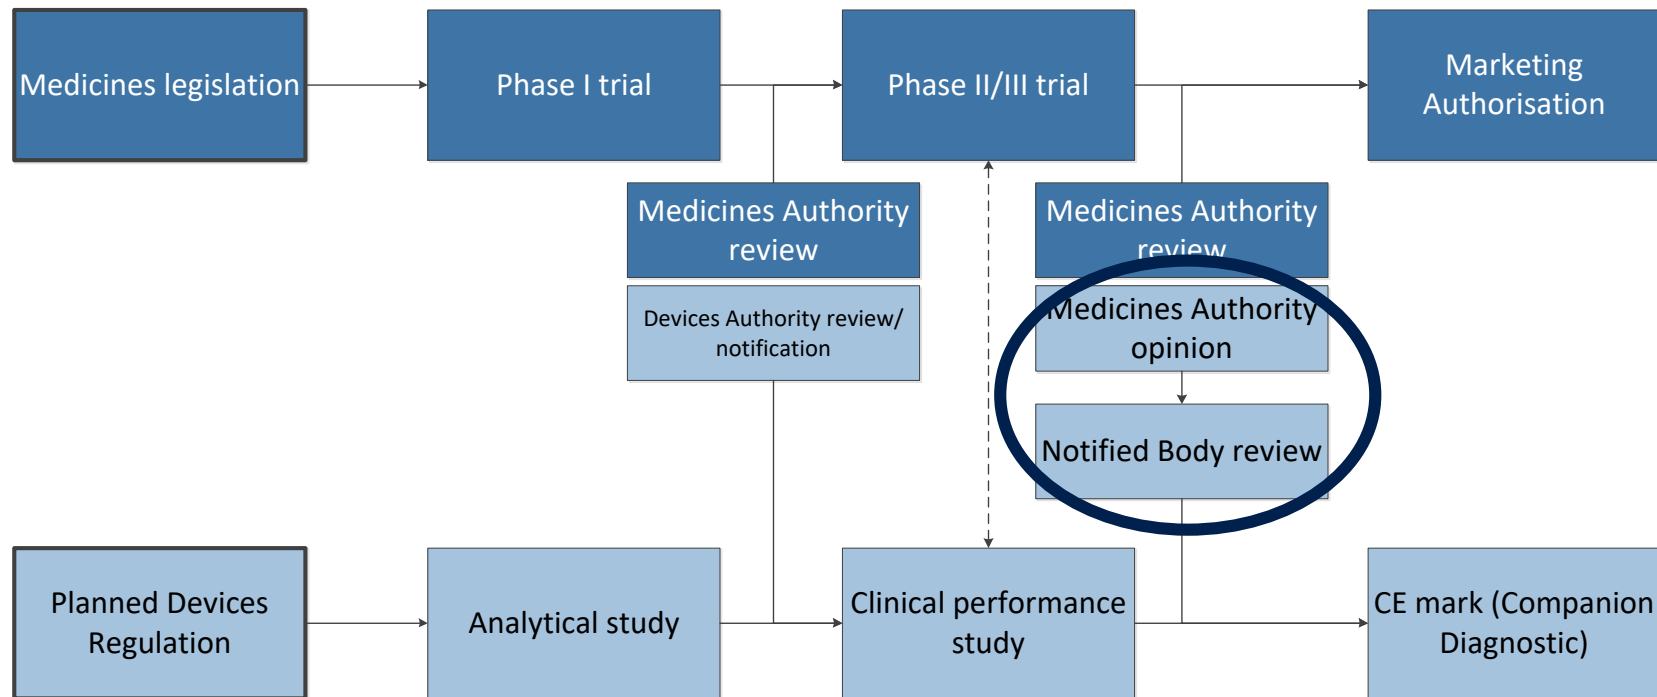 Medicines legislation
Phase I trial
Phase II/III trial
Marketing
Authorisation
Medicines Authority
review
Medicines Authority
review
Devices Authority review/
notification
Medicines Authority
opinion
Notified Body review
Planned Devices
Regulation
Analytical study
Clinical performance
study
CE mark (Companion
Diagnostic)